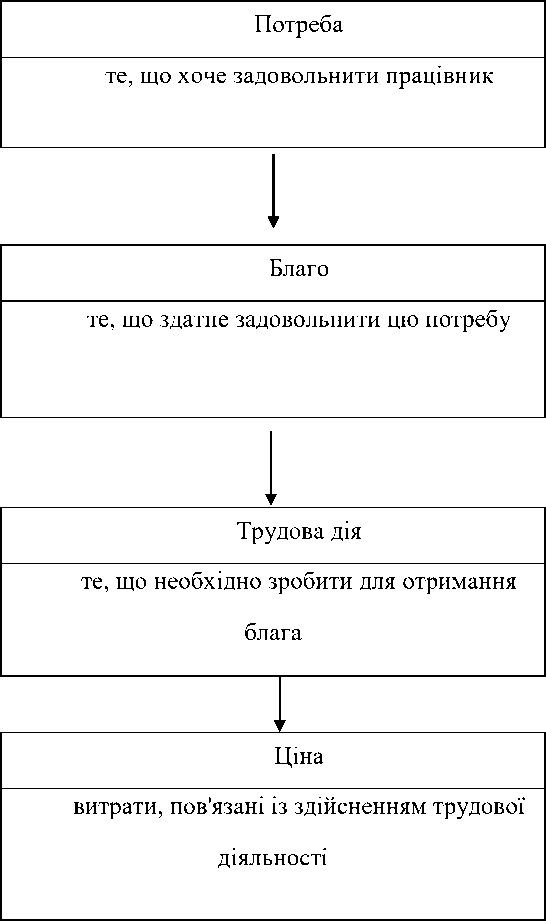 Потреба
те, що хоче задовольнити працівник
Благо
те, що здатне задовольнити цю потребу
Трудова дія
те, що необхідно зробити для отримання
блага
Ціна
витрати, пов'язані із здійсненням трудової
діяльності